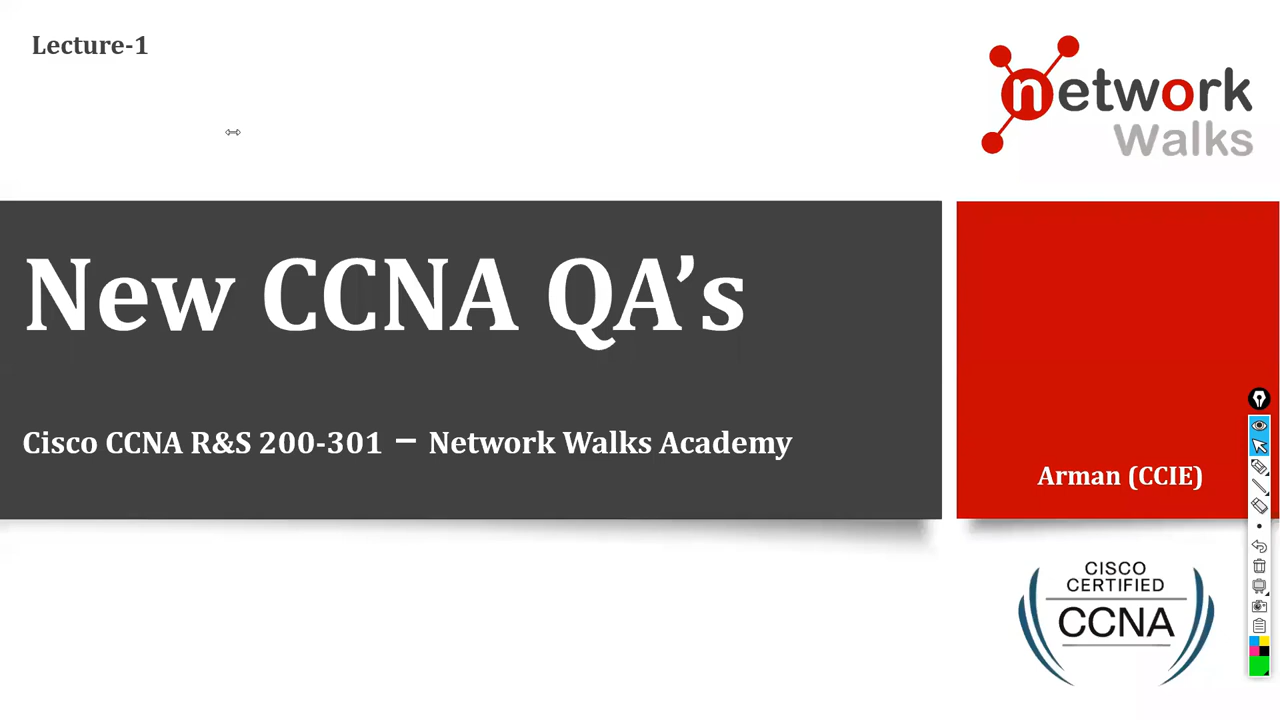 Lecture-1
network
Walks
New CCNA QA’s
Cisco CCNA R&S 200-301 – Network Walks Academy
Arman (CCIE)
CISCO
CERTIFIED
CCNA